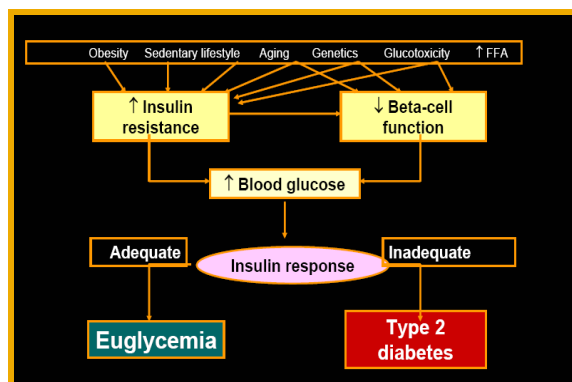 Obesity Sedentary lifestyle Aging Genetics Glucotoxicity ↑FFA
↑ Insulin resistance
↓ Beta-cell function
↑ Blood glucose
Adequate
Insulin response
Inadequate
Euglycemia
Type 2
diabetes